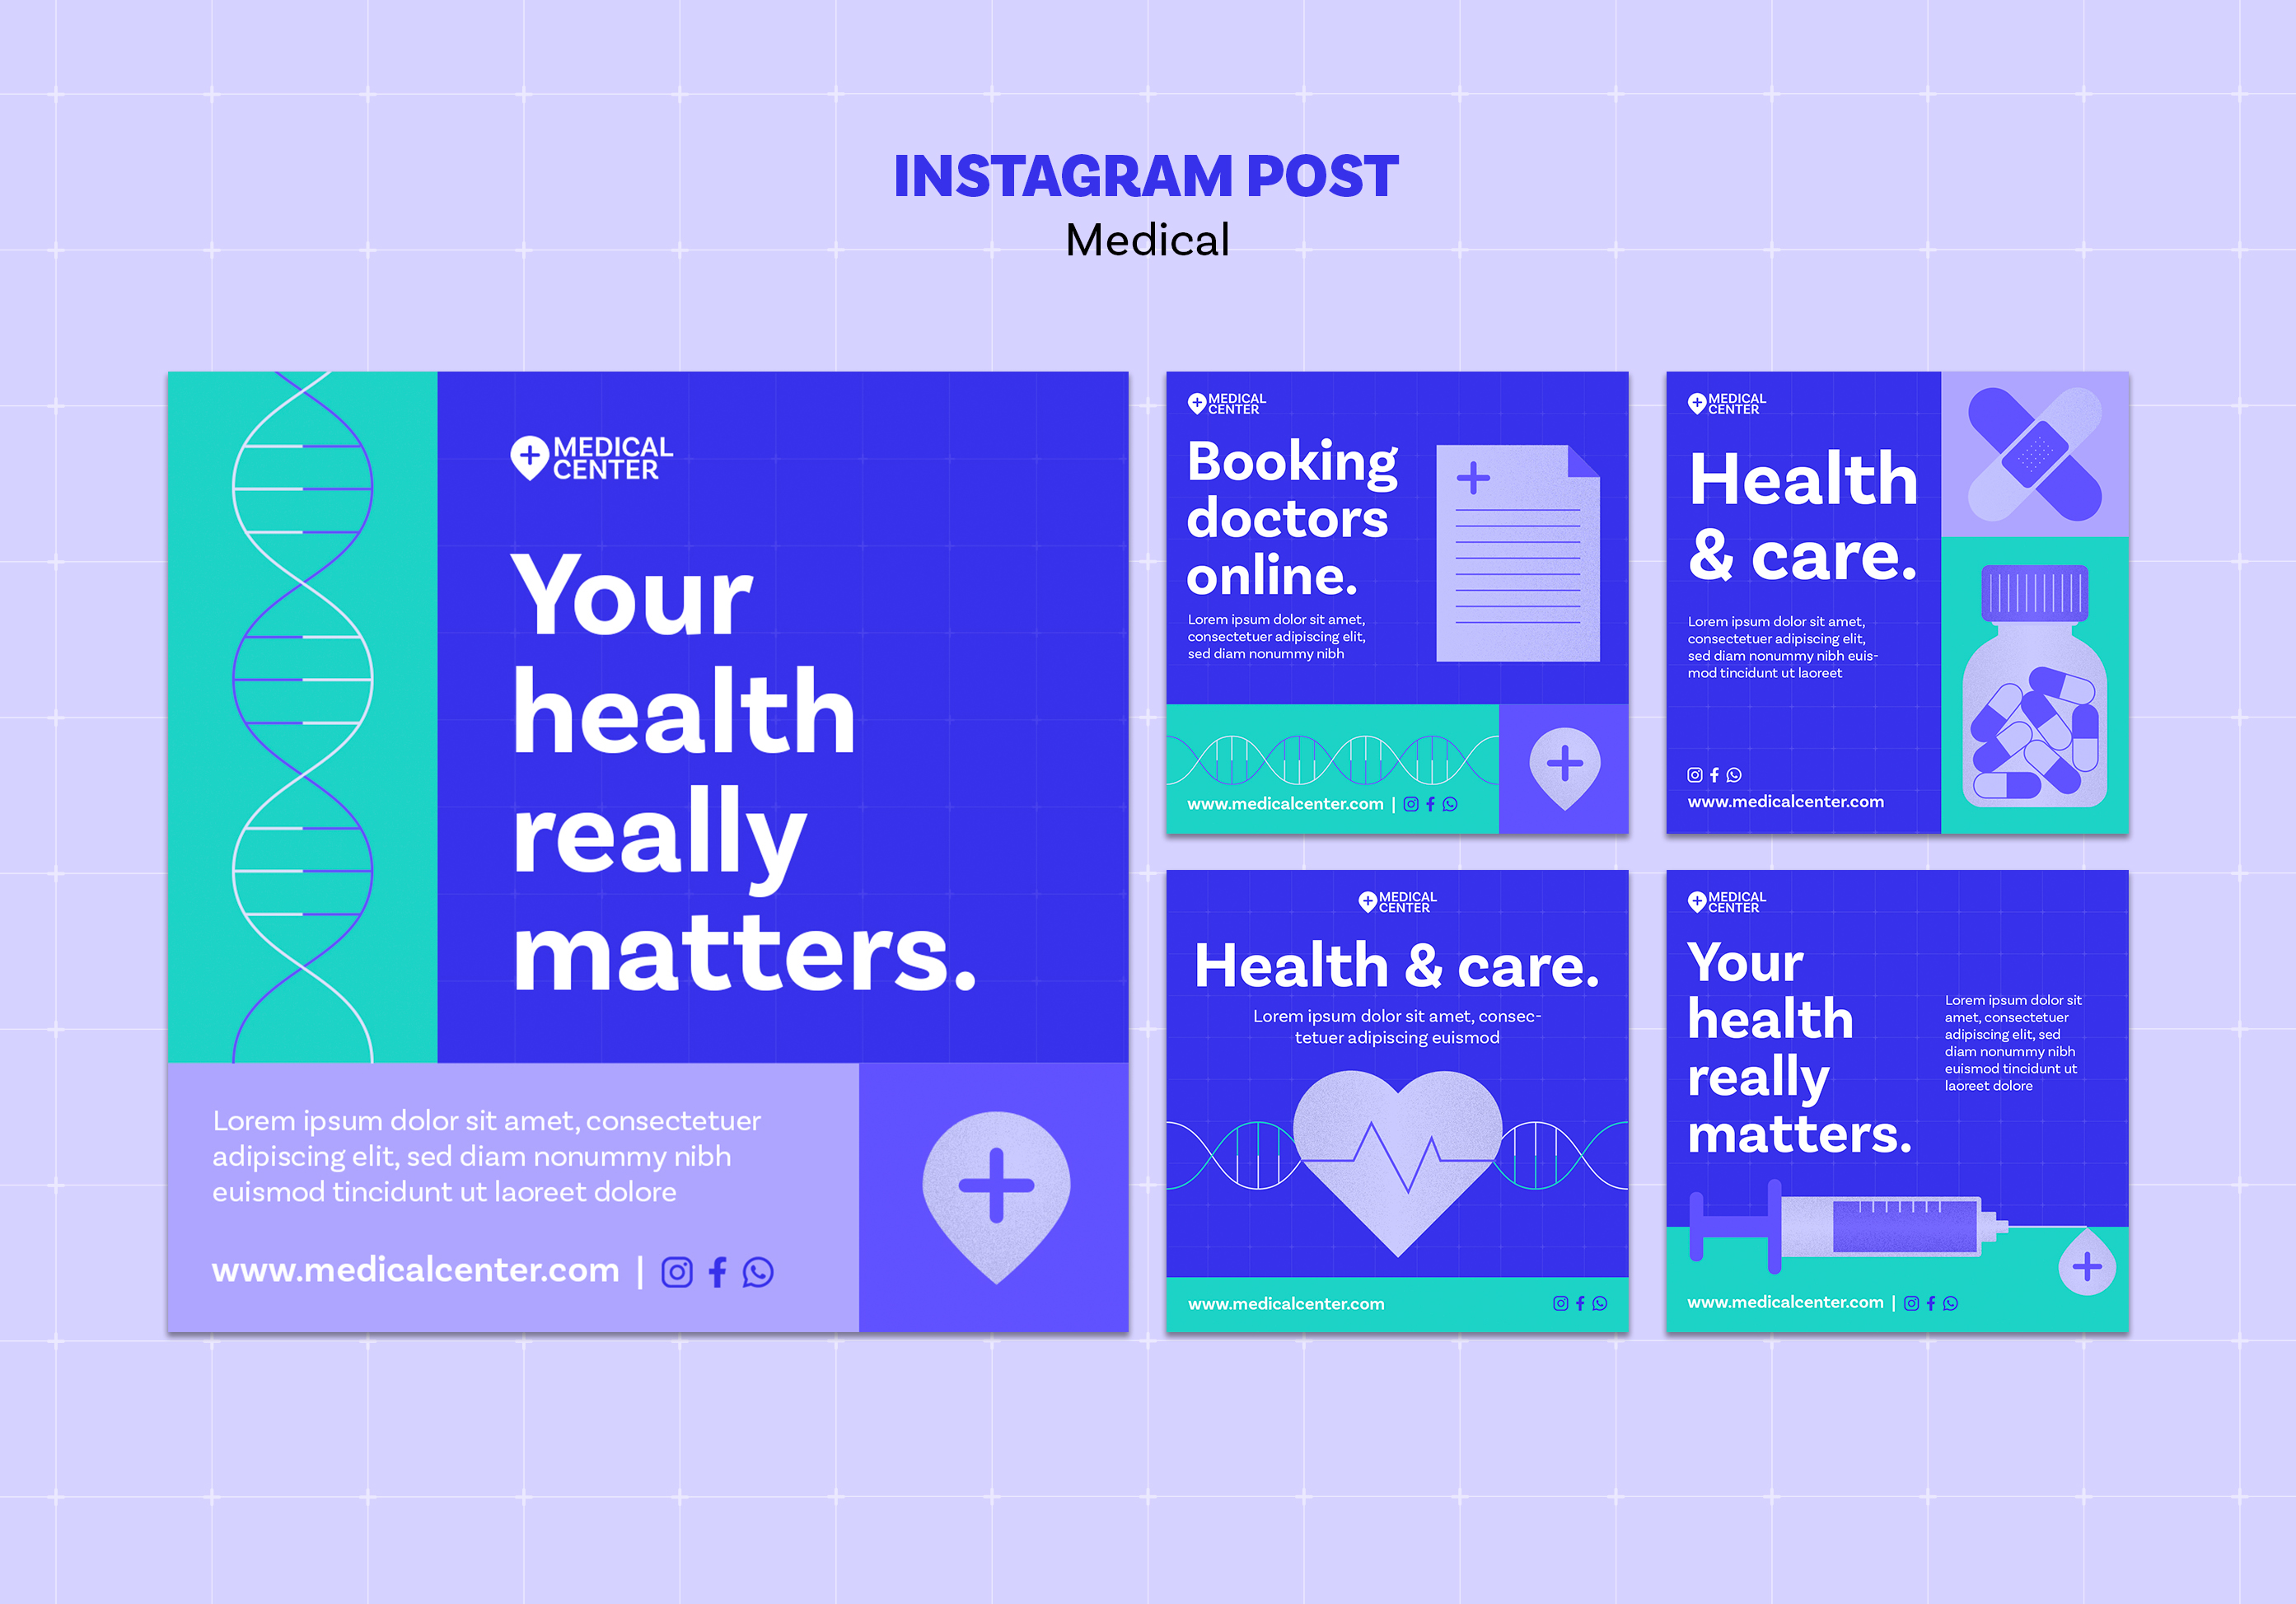 INSTAGRAM POST
Medical
MEDICAL
CENTER
Your
health
really
matters.
Lorem ipsum dolor sit amet, consectetuer
adipiscing elit, sed diam nonummy nibh
euismod tincidunt ut laoreet dolore
www.medicalcenter.com |
MEDICAL
CENTER
Booking
doctors
online.
Lorem ipsum dolor sit amet,
consectetuer adipiscing elit,
sed diam nonummy nibh
www.medicalcenter.com |
MEDICAL
CENTER
Health
& care.
Lorem ipsum dolor sit amet,
consectetuer adipiscing elit,
sed diam nonummy nibh euis-
mod tincidunt ut laoreet
www.medicalcenter.com
MEDICAL
CENTER
Health & care.
Lorem ipsum dolor sit amet, consec-
tetuer adipiscing euismod
www.medicalcenter.com
MEDICAL
CENTER
Your
health
really
matters.
Lorem ipsum dolor sit
amet, consectetuer
adipiscing elit, sed
diam nonummy nibh
euismod tincidunt ut
laoreet dolore
www.medicalcenter.com |